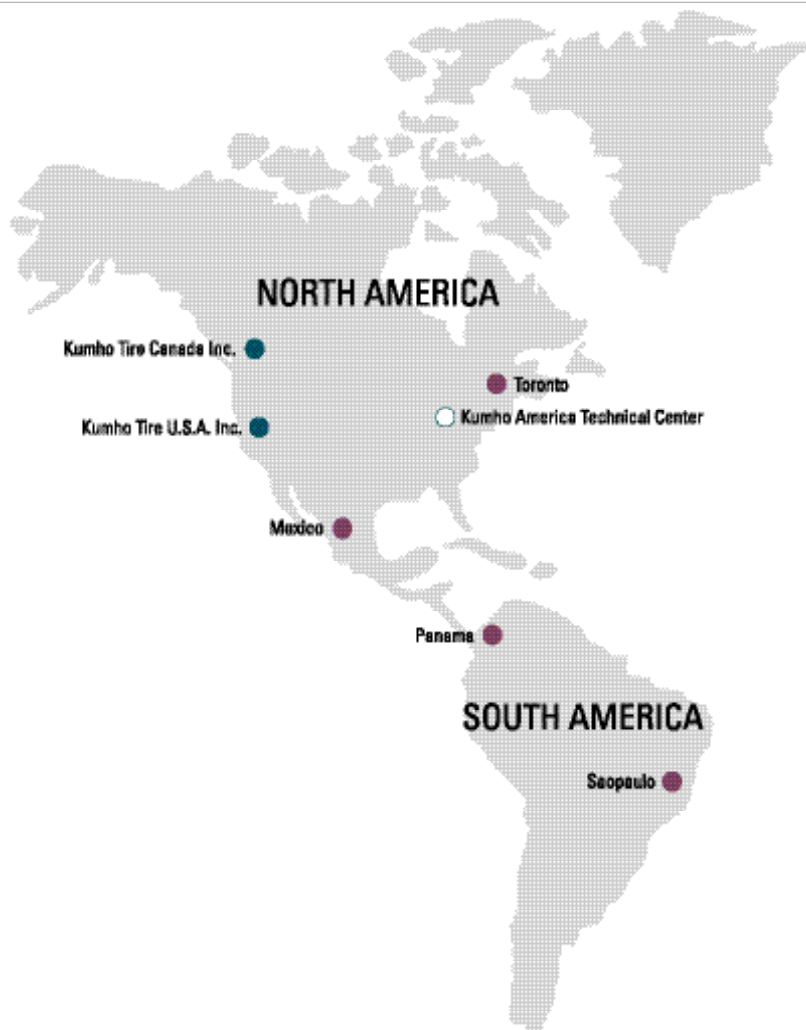 NORTH AMERICA
Kumho Tire Canada Inc.
Toronto
Kumho America Technical Center
Kumho Tire U.S.A. Inc.
Mexico
Panama
SOUTH AMERICA
Saopaulo